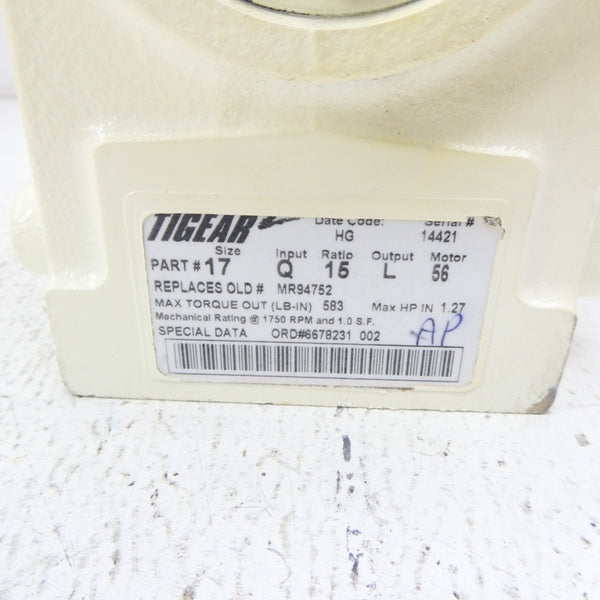 TIGEAR Date Code: Serial #
HG 14421
Size Input Ratio Output Motor
PART # 17 Q 15 L 56
REPLACES OLD # MR94752
MAX TORQUE OUT (LB-IN) 583 Max HP IN 1.27
Mechanical Rating @ 1750 RPM and 1.0 S.F.
SPECIAL DATA ORD#6678231 002
AP